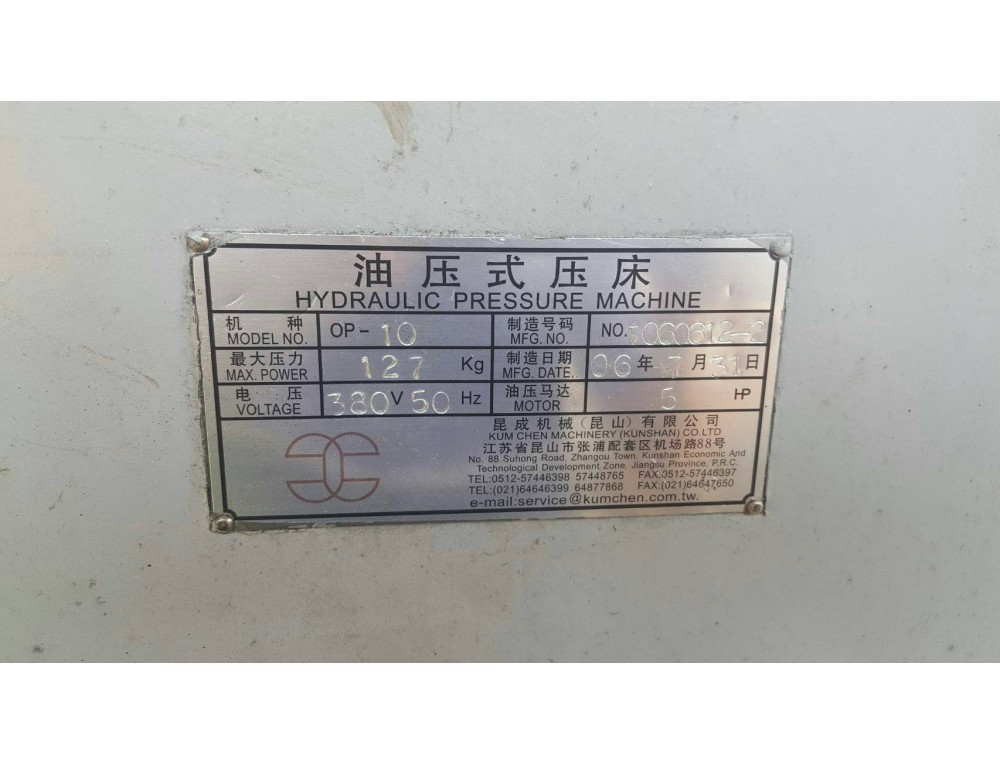 油压式压床
HYDRAULIC PRESSURE MACHINE
机 种 OP-10 制造号码 NO.T060612-2
MODEL NO. MFG. NO.
最大压力 127 Kg 制造日期 06年 7月 31日
MAX. POWER MFG. DATE.
电 压 380V 50 Hz 油压马达 5 HP
VOLTAGE MOTOR
昆成机械(昆山)有限公司
KUM CHEN MACHINERY (KUNSHAN) CO.LTD
江苏省昆山市张浦配套区机场路88号
No. 88 Suhong Road, Zhangou Town, Kunshan Economic And
Technological Development Zone, Jiangsu Province, P.R.C.
TEL:0512-57446398 57448765 FAX:0512-57446397
TEL:(021)64646399 64877868 FAX:(021)64647650
e-mail:service@kumchen.com.tw.